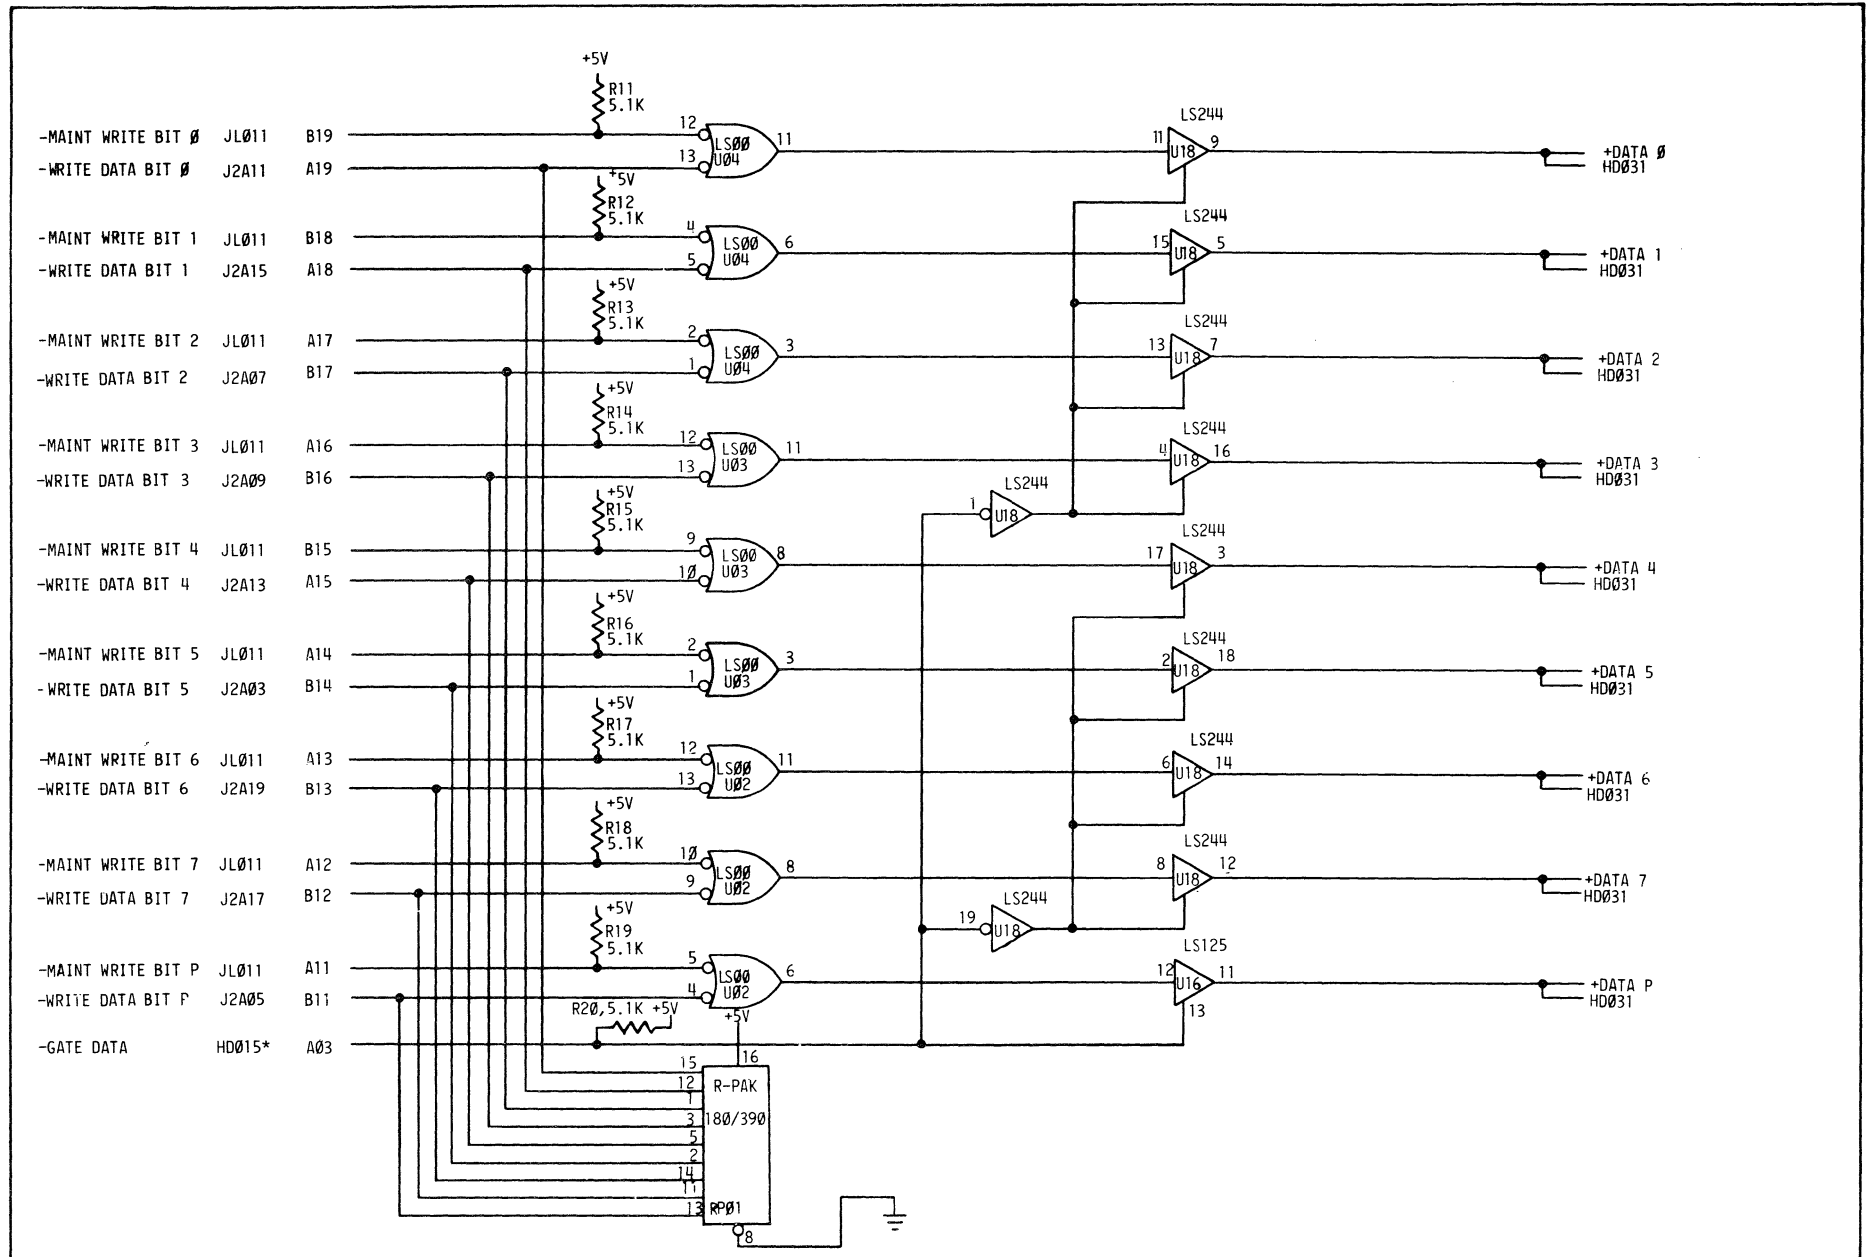 +5V
R11
5.1K
LS244
-MAINT WRITE BIT Ø JLØ11 B19 12 LSØØ UØ4 11 11 U18 9 +DATA Ø
-WRITE DATA BIT Ø J2A11 A19 13 HDØ31
+5V
R12
5.1K
LS244
-MAINT WRITE BIT 1 JLØ11 B18 4 LSØØ UØ4 6 15 U18 5 +DATA 1
-WRITE DATA BIT 1 J2A15 A18 5 HDØ31
+5V
R13
5.1K
LS244
-MAINT WRITE BIT 2 JLØ11 A17 2 LSØØ UØ4 3 13 U18 7 +DATA 2
-WRITE DATA BIT 2 J2AØ7 B17 1 HDØ31
+5V
R14
5.1K
LS244
-MAINT WRITE BIT 3 JLØ11 A16 12 LSØØ UØ3 11 4 U18 16 +DATA 3
-WRITE DATA BIT 3 J2AØ9 B16 13 HDØ31
LS244
1 U18
+5V
R15
5.1K
LS244
-MAINT WRITE BIT 4 JLØ11 B15 9 LSØØ UØ3 8 17 U18 3 +DATA 4
-WRITE DATA BIT 4 J2A13 A15 1Ø HDØ31
+5V
R16
5.1K
LS244
-MAINT WRITE BIT 5 JLØ11 A14 2 LSØØ UØ3 3 2 U18 18 +DATA 5
-WRITE DATA BIT 5 J2AØ3 B14 1 HDØ31
+5V
R17
5.1K
LS244
-MAINT WRITE BIT 6 JLØ11 A13 12 LSØØ UØ2 11 6 U18 14 +DATA 6
-WRITE DATA BIT 6 J2A19 B13 13 HDØ31
+5V
R18
5.1K
LS244
-MAINT WRITE BIT 7 JLØ11 A12 1Ø LSØØ UØ2 8 8 U18 12 +DATA 7
-WRITE DATA BIT 7 J2A17 B12 9 HDØ31
LS244
19 U18
+5V
R19
5.1K
LS125
-MAINT WRITE BIT P JLØ11 A11 5 LSØØ UØ2 6 12 U16 11 +DATA P
-WRITE DATA BIT P J2AØ5 B11 4 13 HDØ31
R2Ø,5.1K +5V
+5V
-GATE DATA HDØ15* AØ3
16
15
12 R-PAK
1
3 18Ø/39Ø
5
2
14
11
13 RPØ1
8